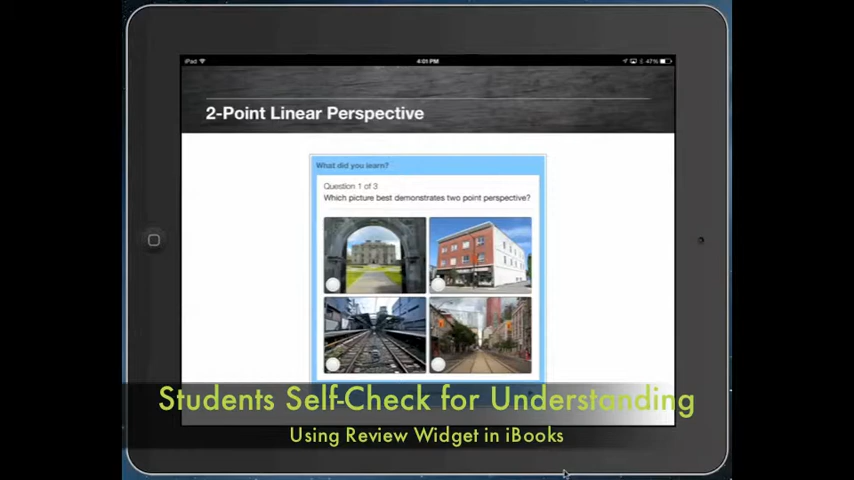 iPad
4:01 PM
47%
2-Point Linear Perspective
What did you learn?
Question 1 of 3
Which picture best demonstrates two point perspective?
Students Self-Check for Understanding
Using Review Widget in iBooks